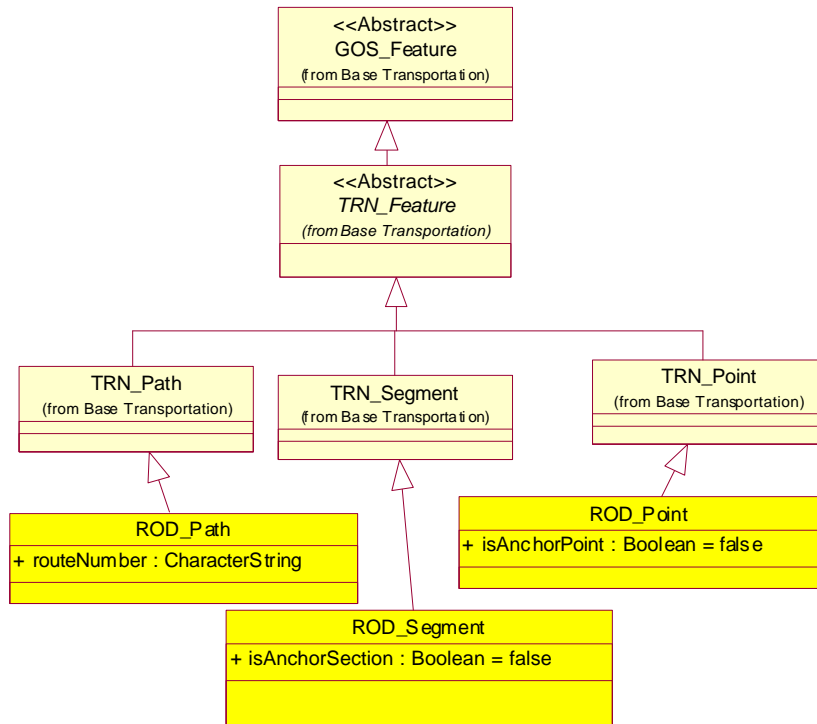 <<Abstract>>
GOS_Feature
(from Base Transportation)
<<Abstract>>
TRN_Feature
(from Base Transportation)
TRN_Path
(from Base Transportation)
TRN_Segment
(from Base Transportation)
TRN_Point
(from Base Transportation)
ROD_Path
+ routeNumber : CharacterString
ROD_Point
+ isAnchorPoint : Boolean = false
ROD_Segment
+ isAnchorSection : Boolean = false